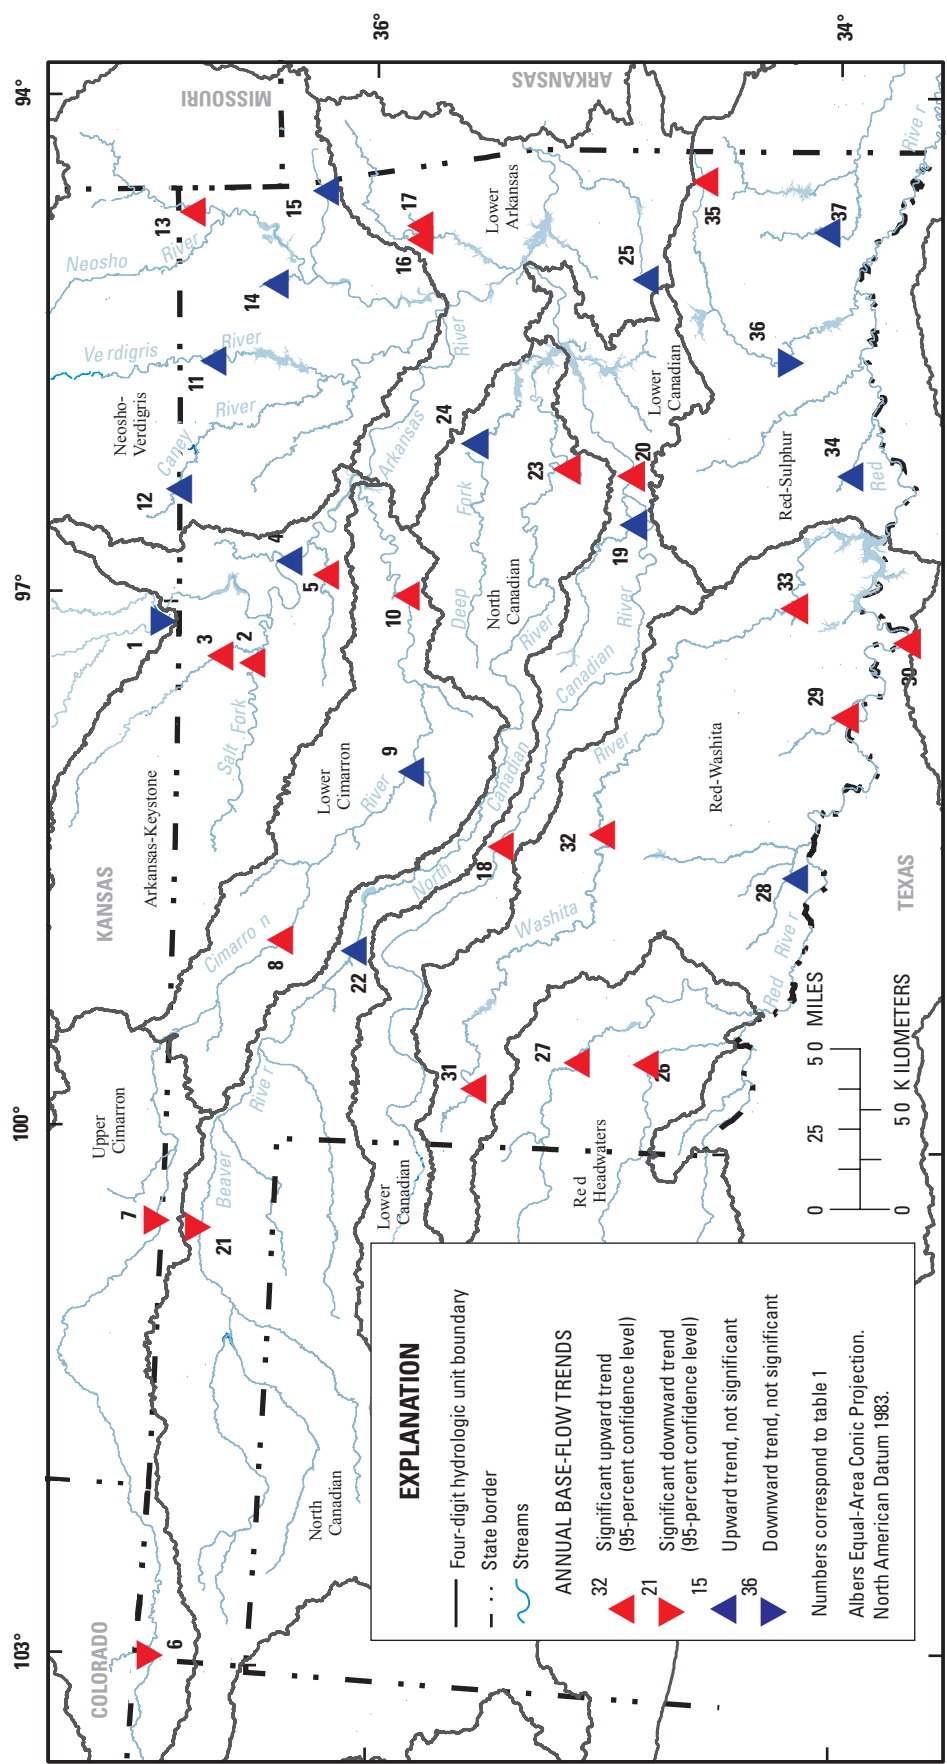 103°
100°
97°
94°
36°
34°
COLORADO
KANSAS
MISSOURI
ARKANSAS
TEXAS
Upper
Cimarron
Arkansas-Keystone
Neosho-
Verdigris
Lower
Cimarron
North
Canadian
North
Canadian
Lower
Canadian
Lower
Canadian
Lower
Arkansas
Red
Headwaters
Red-Washita
Red-Sulphur
Beaver
River
Cimarron
River
Salt Fork
Arkansas
River
Caney
River
Verdigris
River
Neosho
River
North
Canadian
River
Deep
Fork
Canadian
River
Washita
River
Red River
Red
River
1
2
3
4
5
6
7
8
9
10
11
12
13
14
15
16
17
18
19
20
21
22
23
24
25
26
27
28
29
30
31
32
33
34
35
36
37
EXPLANATION
Four-digit hydrologic unit boundary
State border
Streams
ANNUAL BASE-FLOW TRENDS
32
Significant upward trend
(95-percent confidence level)
21
Significant downward trend
(95-percent confidence level)
15
Upward trend, not significant
36
Downward trend, not significant
Numbers correspond to table 1
Albers Equal-Area Conic Projection.
North American Datum 1983.
0 25 50 MILES
0 50 KILOMETERS